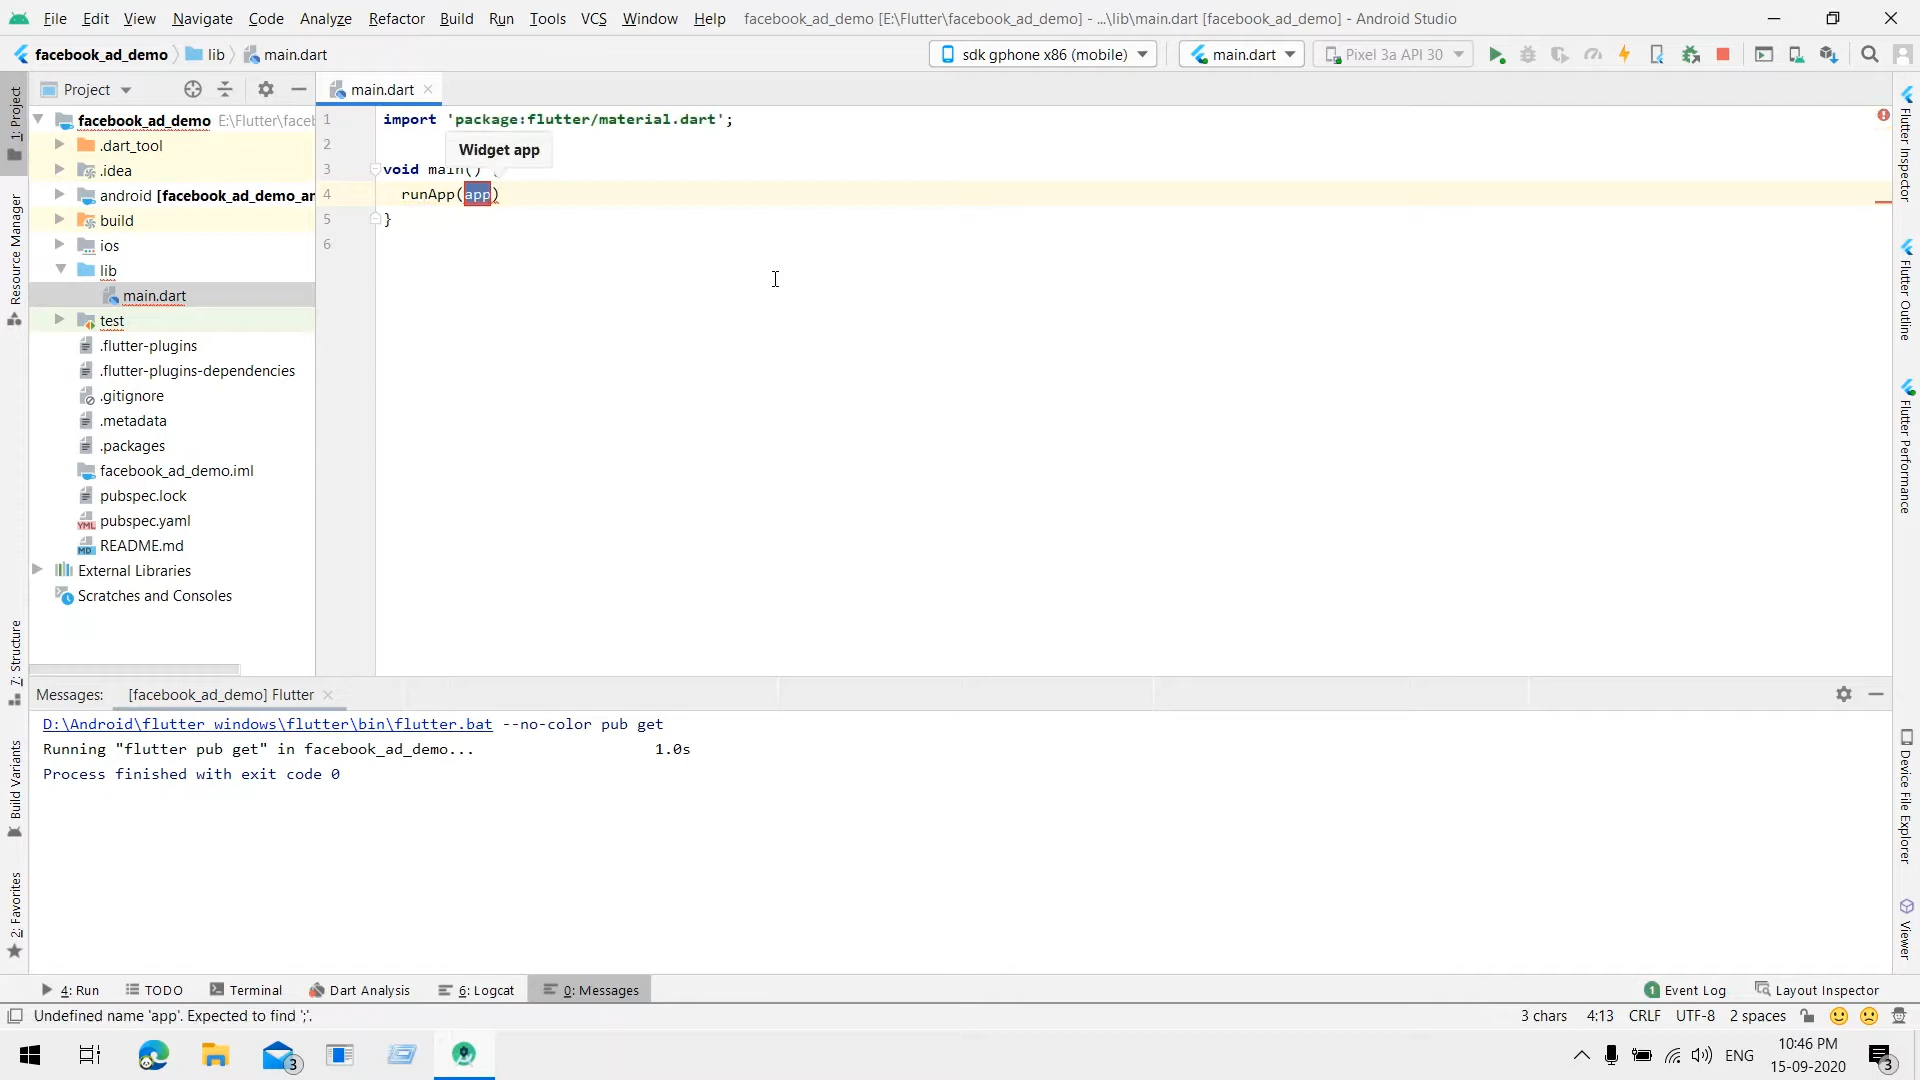 File Edit View Navigate Code Analyze Refactor Build Run Tools VCS Window Help facebook_ad_demo [E:\Flutter\facebook_ad_demo] - ...\lib\main.dart [facebook_ad_demo] - Android Studio
facebook_ad_demo lib main.dart sdk gphone x86 (mobile) main.dart Pixel 3a API 30
Project main.dart
facebook_ad_demo E:\Flutter\faceb
.dart_tool
.idea
android [facebook_ad_demo_ar
build
ios
lib
main.dart
test
.flutter-plugins
.flutter-plugins-dependencies
.gitignore
.metadata
.packages
facebook_ad_demo.iml
pubspec.lock
pubspec.yaml
README.md
External Libraries
Scratches and Consoles
1: Project
Resource Manager
7: Structure
Build Variants
2: Favorites
1 import 'package:flutter/material.dart';
2
Widget app
3 void main()
4 runApp(app)
5 }
6
Flutter Inspector
Flutter Outline
Flutter Performance
Device File Explorer
Viewer
Messages: [facebook_ad_demo] Flutter
D:\Android\flutter_windows\flutter\bin\flutter.bat --no-color pub get
Running "flutter pub get" in facebook_ad_demo... 1.0s
Process finished with exit code 0
4: Run TODO Terminal Dart Analysis 6: Logcat 0: Messages 1 Event Log Layout Inspector
Undefined name 'app'. Expected to find ';'. 3 chars 4:13 CRLF UTF-8 2 spaces
3 ENG 10:46 PM
15-09-2020 3